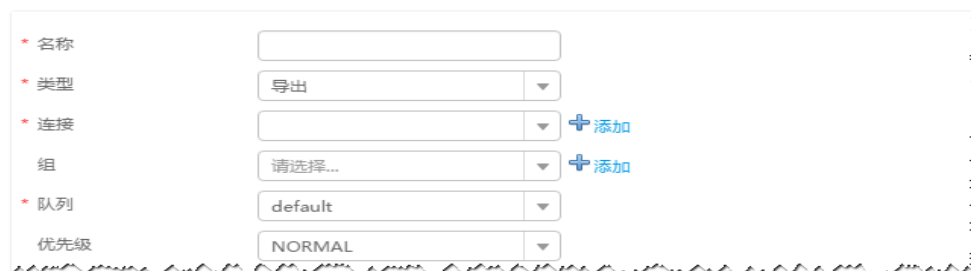 * 名称
* 类型 导出
* 连接 添加
组 请选择... 添加
* 队列 default
优先级 NORMAL